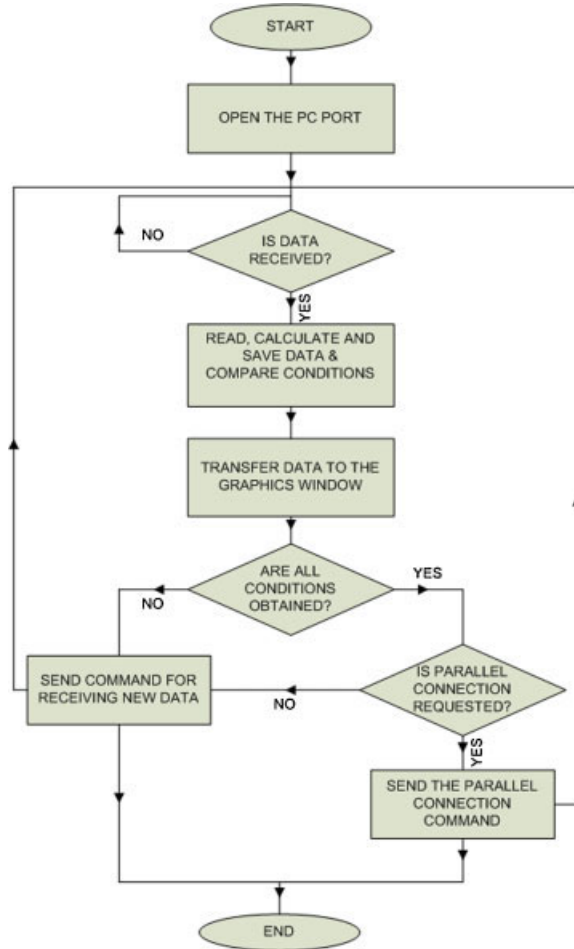 START
OPEN THE PC PORT
NO
IS DATA
RECEIVED?
YES
READ, CALCULATE AND
SAVE DATA &
COMPARE CONDITIONS
TRANSFER DATA TO THE
GRAPHICS WINDOW
ARE ALL
CONDITIONS
OBTAINED?
NO
YES
SEND COMMAND FOR
RECEIVING NEW DATA
NO
IS PARALLEL
CONNECTION
REQUESTED?
YES
SEND THE PARALLEL
CONNECTION
COMMAND
END